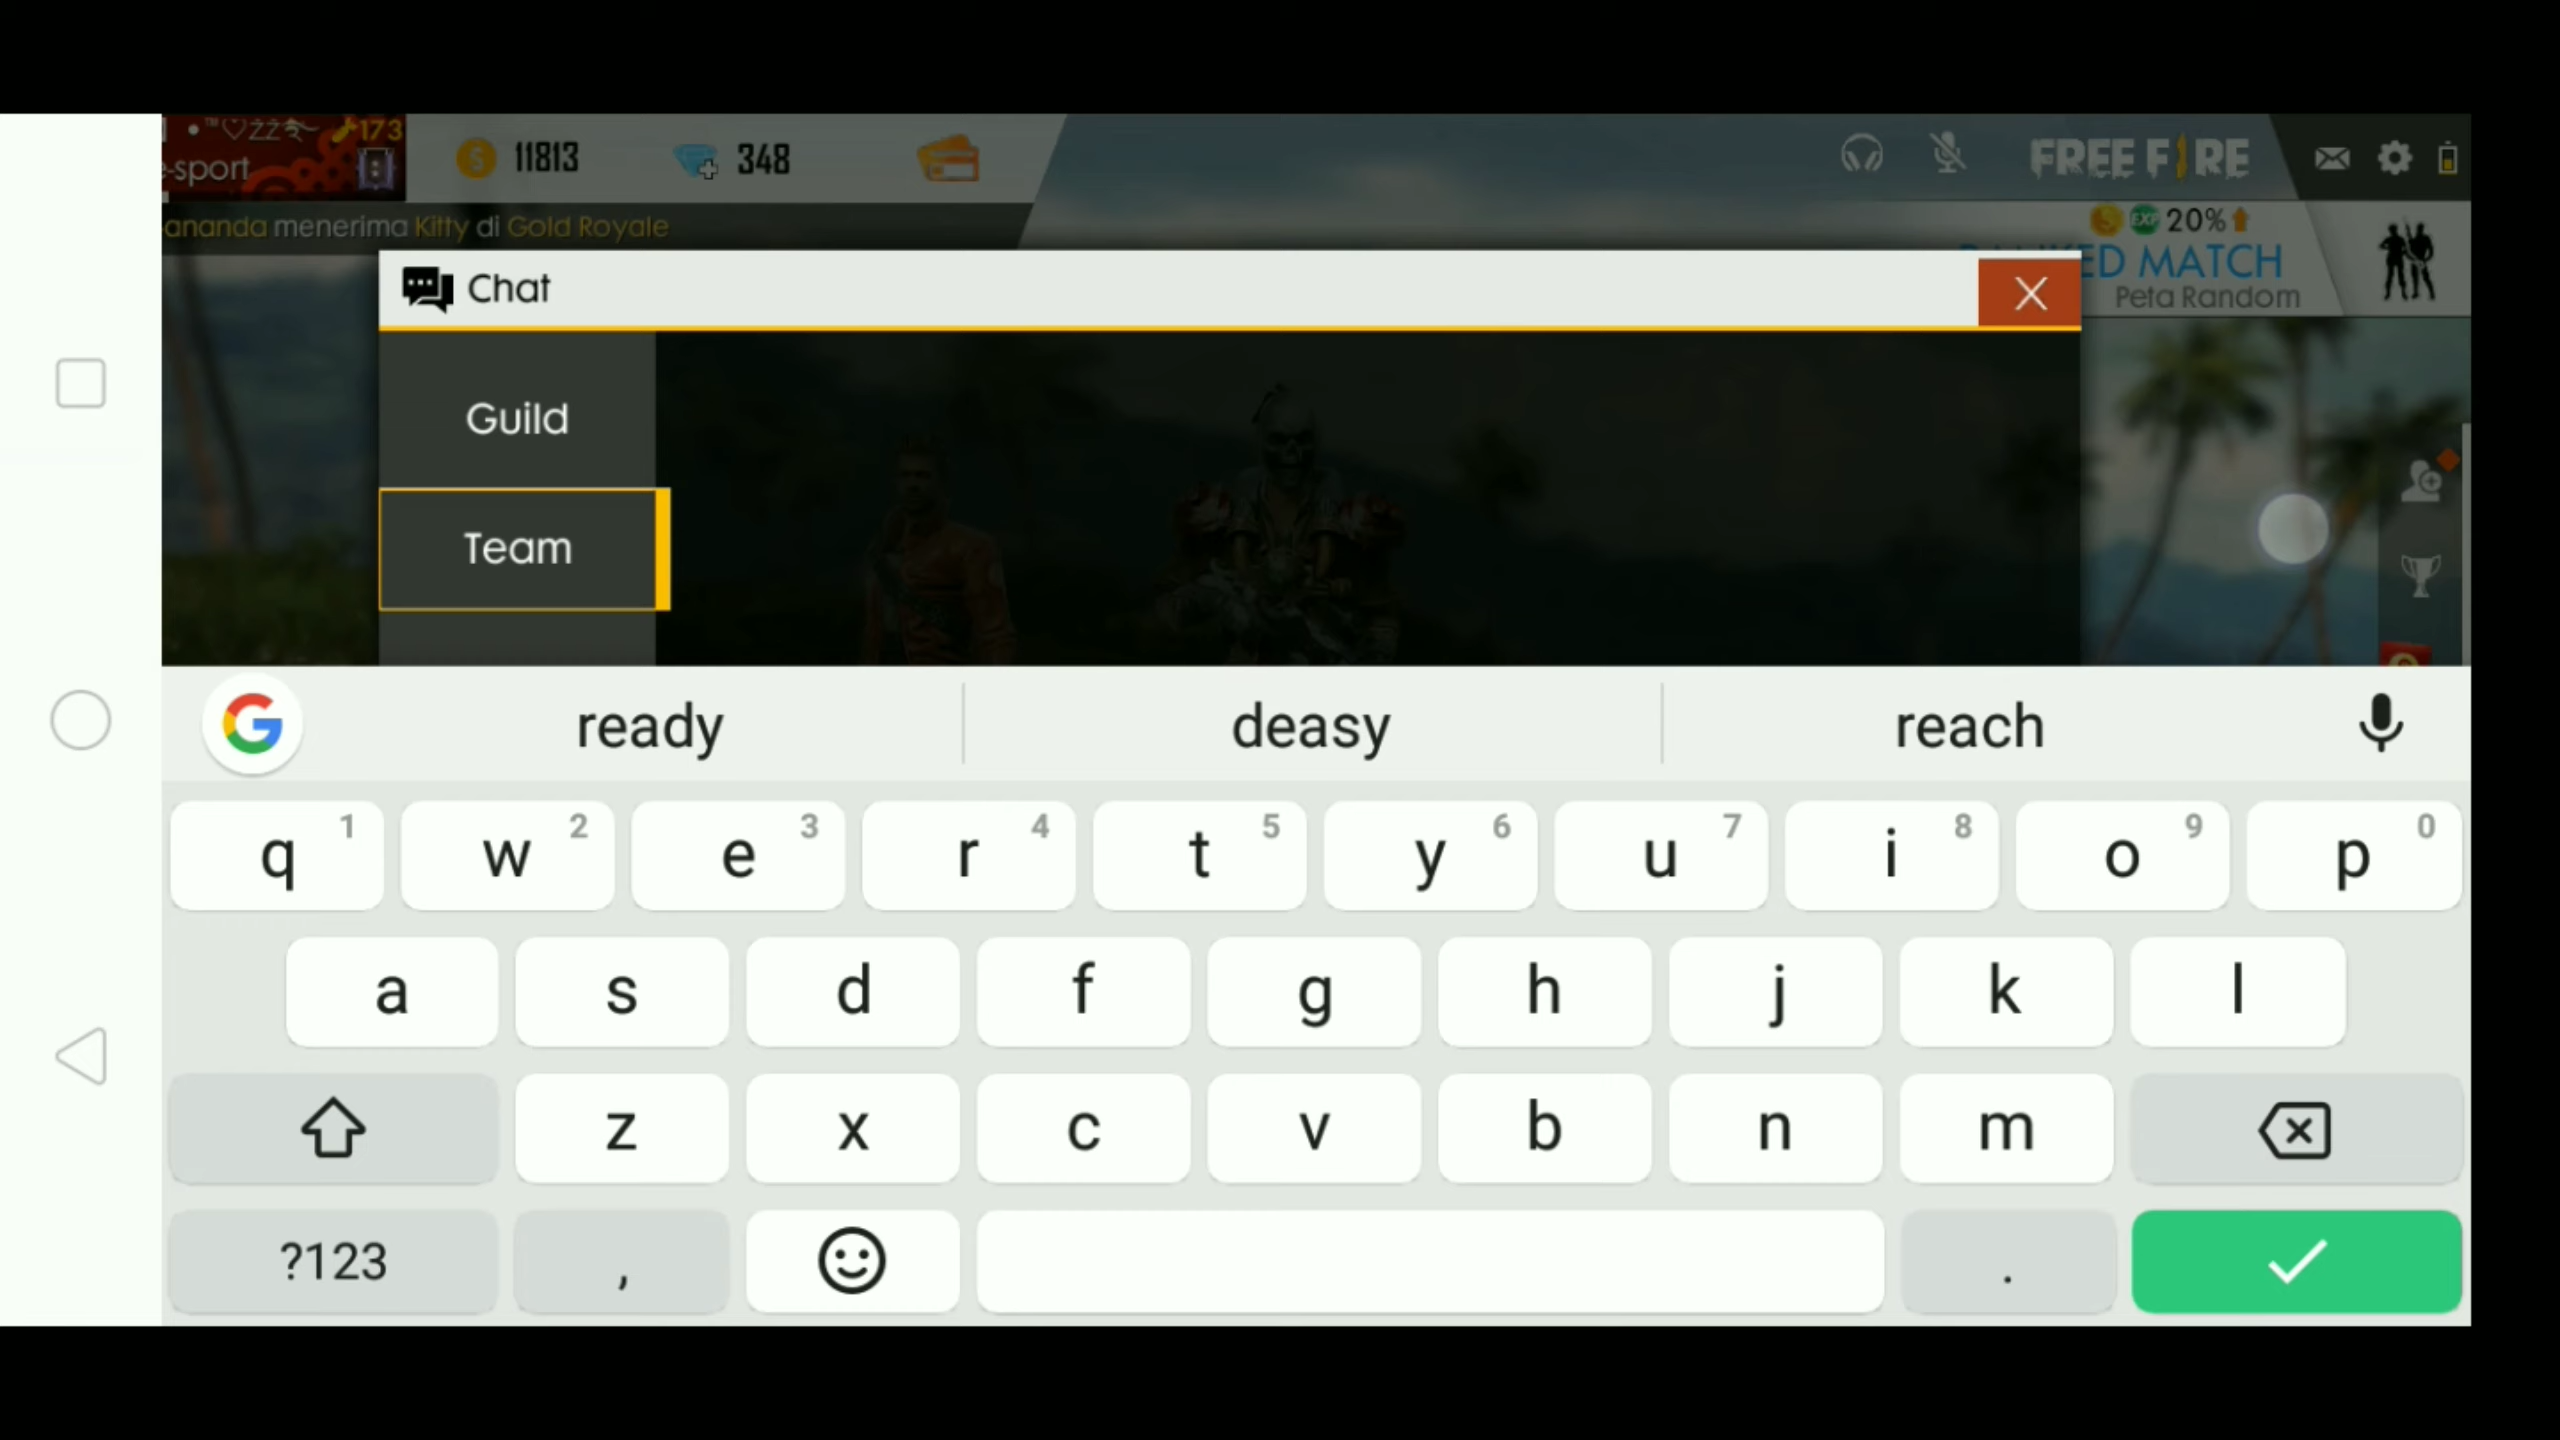 173
e-sport
11813
348
FREE FIRE
ananda menerima Kitty di Gold Royale
EXP 20%
ED MATCH
Peta Random
Chat
X
Guild
Team
ready deasy reach
q 1 w 2 e 3 r 4 t 5 y 6 u 7 i 8 o 9 p 0
a s d f g h j k l
z x c v b n m
?123 , .